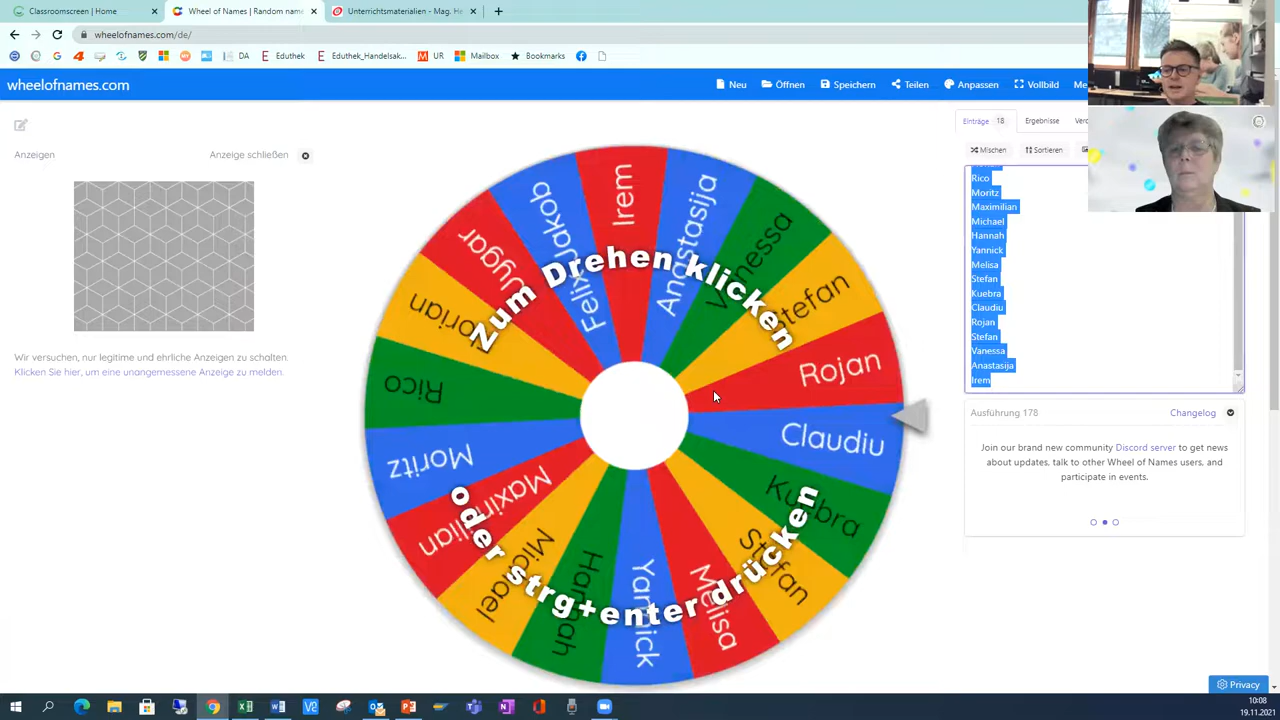 Classroomscreen | C
Wheel of Names | Random name
Unterrichtsmaterialien - Mag. He
wheelofnames.com/de/
DA
Eduthek
Eduthek_Handelsak...
UR
Mailbox
Bookmarks
wheelofnames.com
Neu
Öffnen
Speichern
Teilen
Anpassen
Vollbild
Anzeigen
Anzeige schließen
Wir versuchen, nur legitime und ehrliche Anzeigen zu schalten.
Klicken Sie hier, um eine unangemessene Anzeige zu melden.
Zum Drehen klicken
oder strg+enter drücken
Irem
Anastasija
Vanessa
Stefan
Rojan
Claudiu
Kuebra
Stefan
Melisa
Yannick
Hannah
Michael
Maximilian
Moritz
Rico
Uygar
Felix
Jakob
Einträge 18
Ergebnisse
Mischen
Sortieren
Rico
Moritz
Maximilian
Michael
Hannah
Yannick
Melisa
Stefan
Kuebra
Claudiu
Rojan
Stefan
Vanessa
Anastasija
Irem
Ausführung 178
Changelog
Join our brand new community Discord server to get news
about updates, talk to other Wheel of Names users, and
participate in events.
Privacy
10:08
19.11.2021